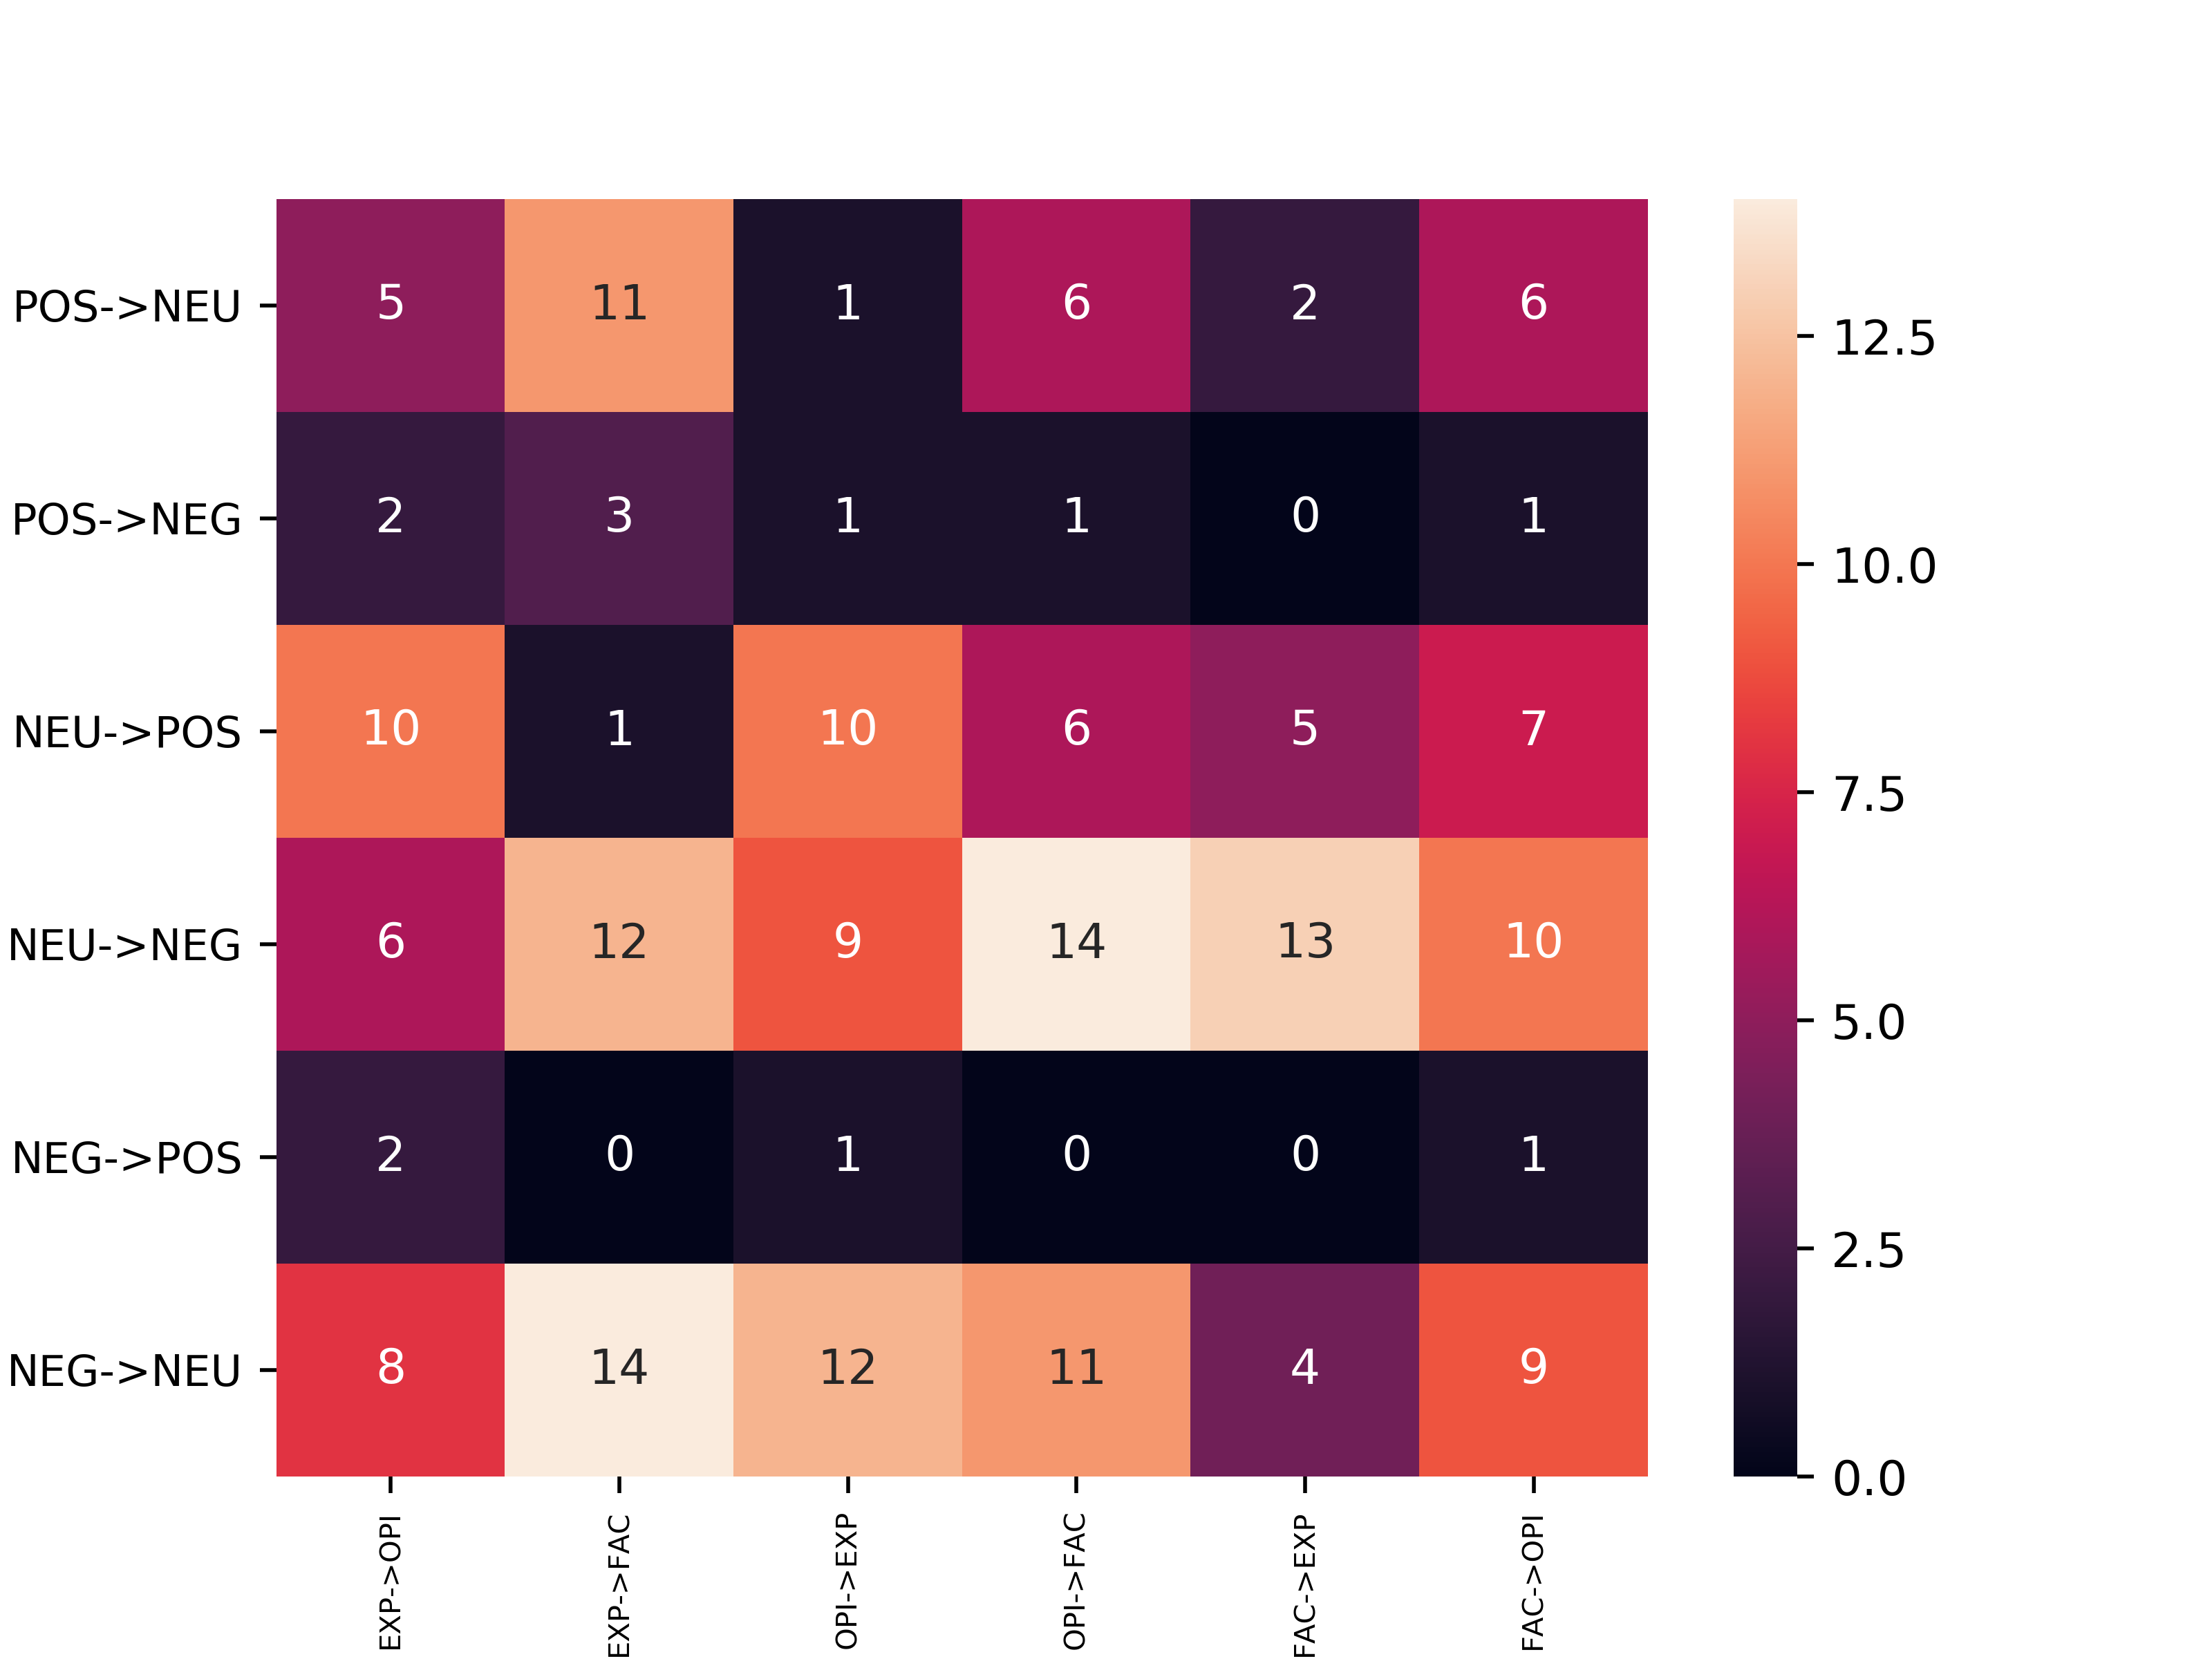 POS->NEU 5 11 1 6 2 6
POS->NEG 2 3 1 1 0 1
NEU->POS 10 1 10 6 5 7
NEU->NEG 6 12 9 14 13 10
NEG->POS 2 0 1 0 0 1
NEG->NEU 8 14 12 11 4 9
EXP->OPI
EXP->FAC
OPI->EXP
OPI->FAC
FAC->EXP
FAC->OPI
12.5
10.0
7.5
5.0
2.5
0.0